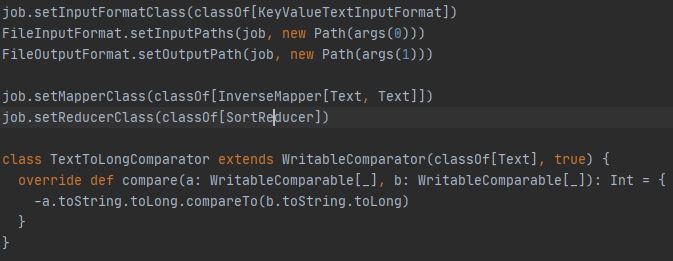 job.setInputFormatClass(classOf[KeyValueTextInputFormat])
FileInputFormat.setInputPaths(job, new Path(args(0)))
FileOutputFormat.setOutputPath(job, new Path(args(1)))
job.setMapperClass(classOf[InverseMapper[Text, Text]])
job.setReducerClass(classOf[SortReducer])
class TextToLongComparator extends WritableComparator(classOf[Text], true) {
  override def compare(a: WritableComparable[_], b: WritableComparable[_]): Int = {
    -a.toString.toLong.compareTo(b.toString.toLong)
  }
}